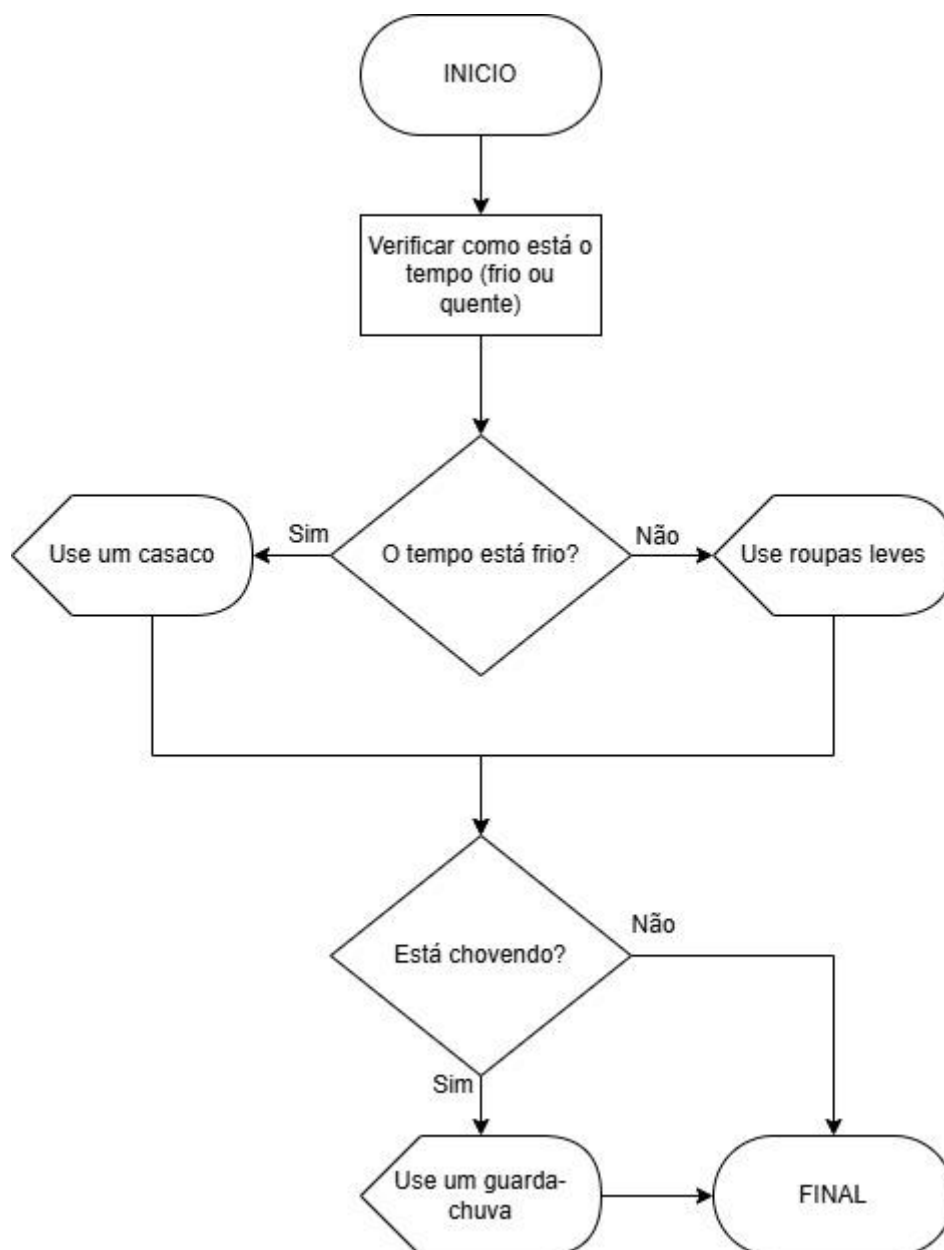 INICIO
Verificar como está o
tempo (frio ou
quente)
Sim
Não
Use um casaco
O tempo está frio?
Use roupas leves
Não
Está chovendo?
Sim
Use um guarda-
chuva
FINAL